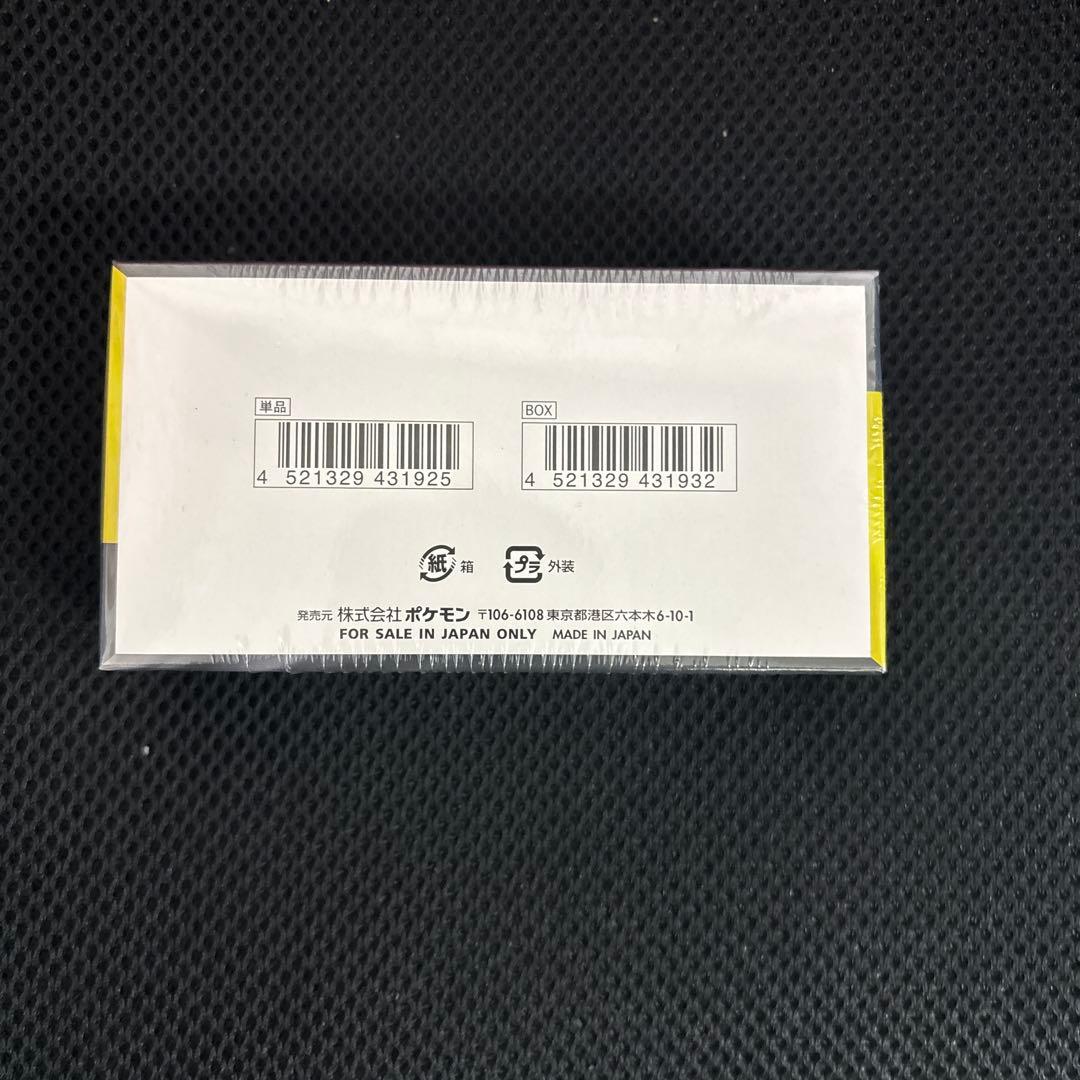 単品
BOX
4 521329 431925
4 521329 431932
紙 箱
プラ 外装
発売元 株式会社 ポケモン 〒106-6108 東京都港区六本木6-10-1
FOR SALE IN JAPAN ONLY MADE IN JAPAN